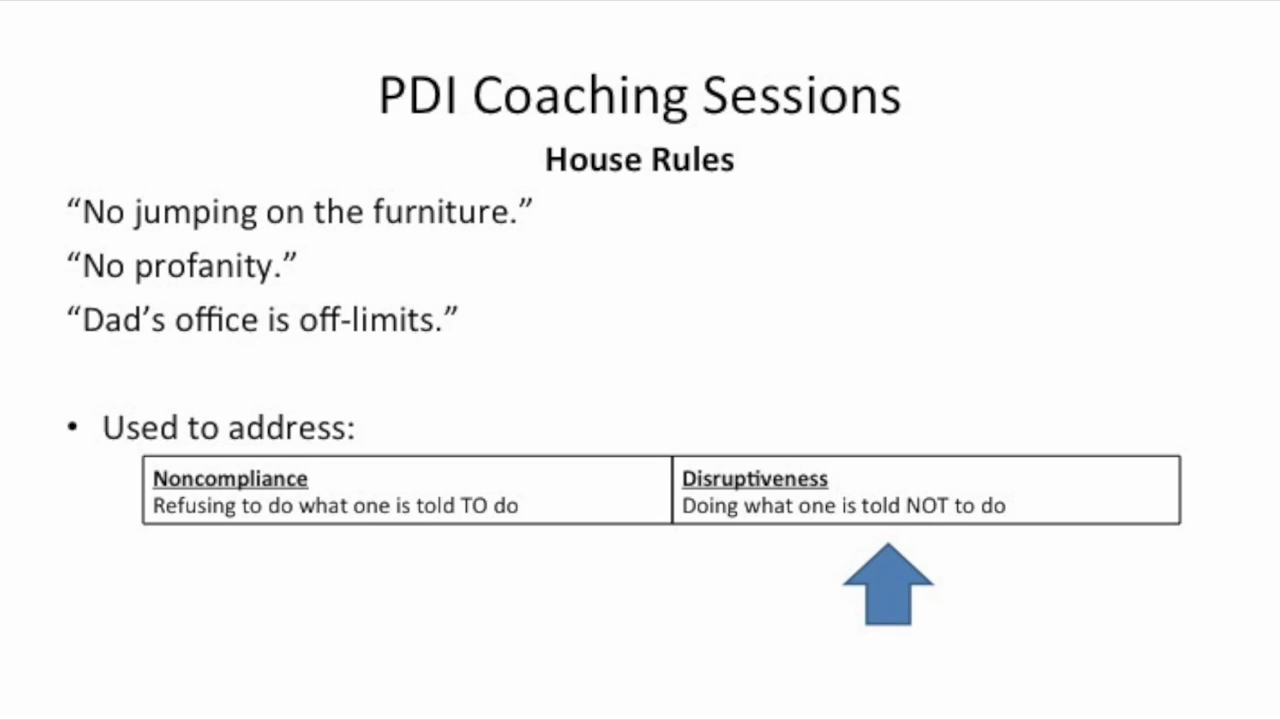 PDI Coaching Sessions
House Rules
“No jumping on the furniture.”
“No profanity.”
“Dad’s office is off-limits.”
• Used to address:
Noncompliance
Refusing to do what one is told TO do
Disruptiveness
Doing what one is told NOT to do